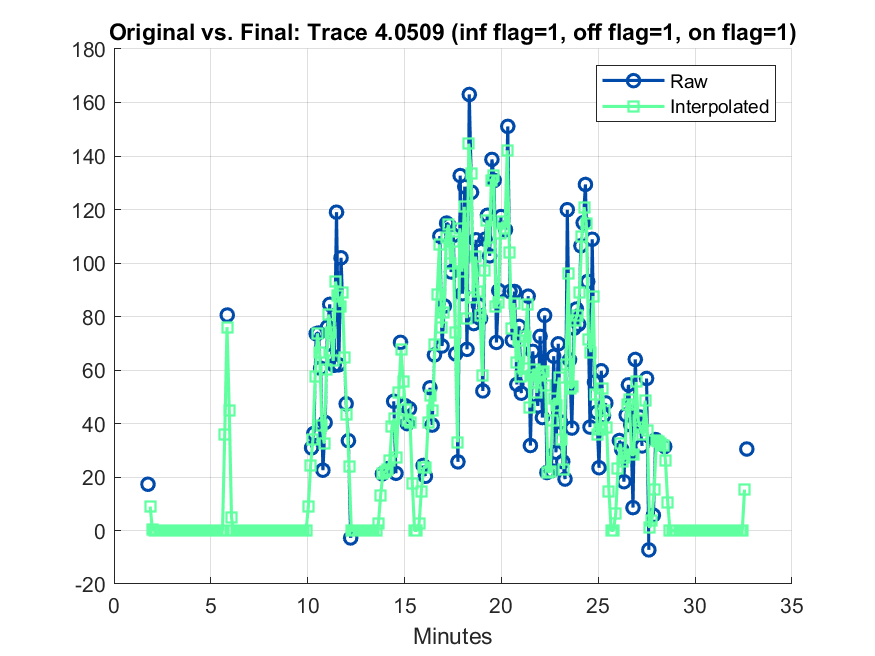 Original vs. Final: Trace 4.0509 (inf flag=1, off flag=1, on flag=1)
180
160
140
120
100
80
60
40
20
0
-20
Raw
Interpolated
0 5 10 15 20 25 30 35
Minutes